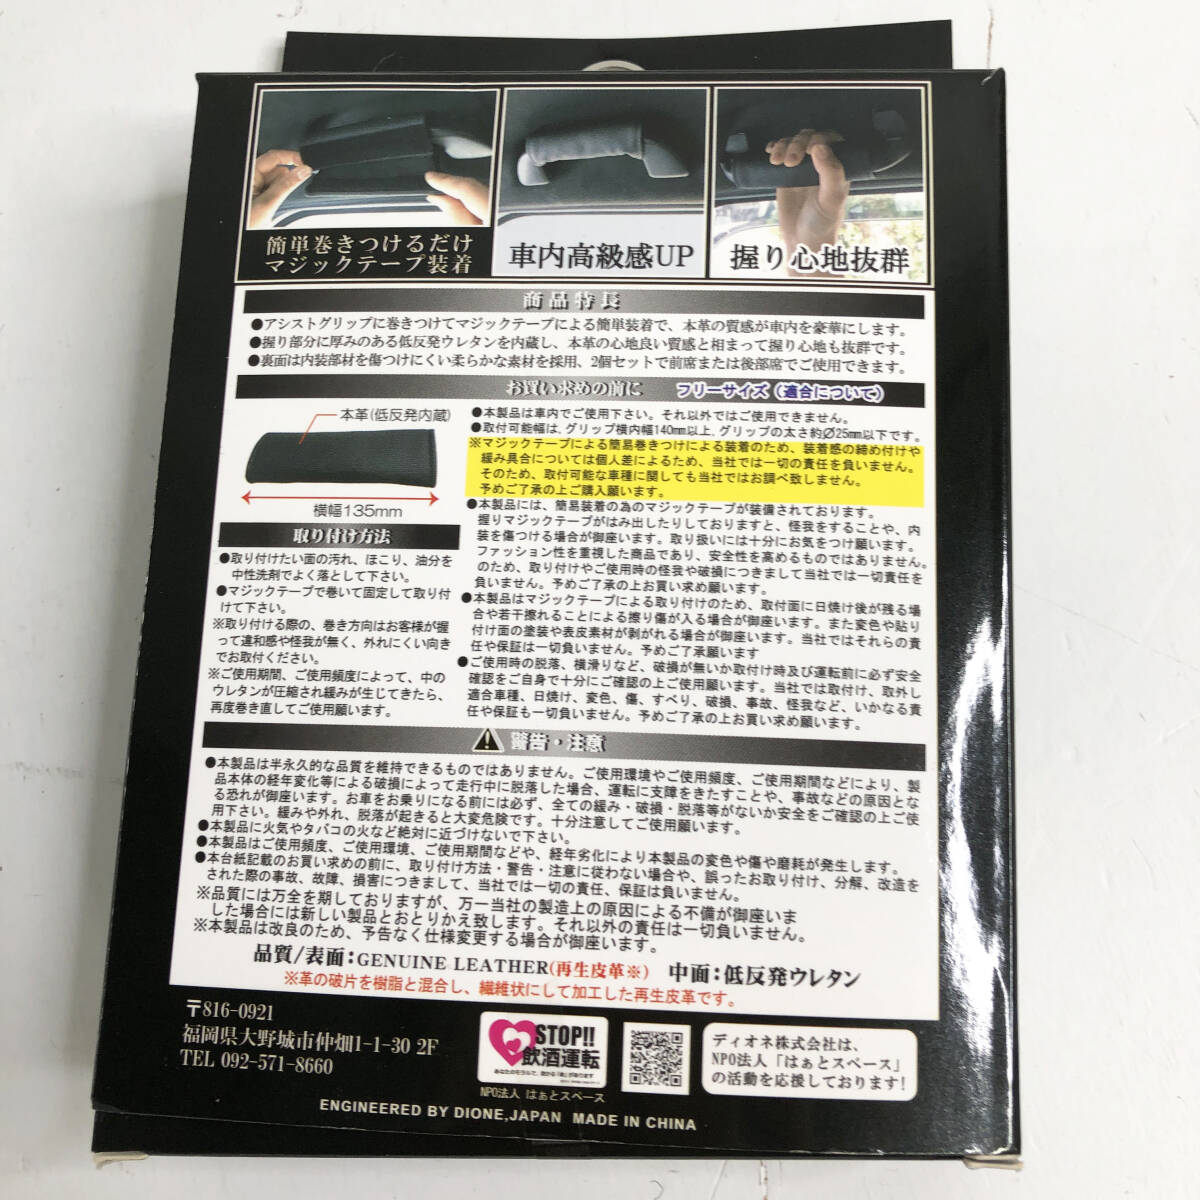 簡単巻きつけるだけ
マジックテープ装着
車内高級感UP
握り心地抜群
商品特長
●アシストグリップに巻きつけてマジックテープによる簡単装着で、本革の質感が車内を豪華にします。
●握り部分に厚みのある低反発ウレタンを内蔵し、本革の心地良い質感と相まって握り心地も抜群です。
●裏面は内装部材を傷つけにくい柔らかな素材を採用、2個セットで前席または後部席でご使用できます。
お買い求めの前に フリーサイズ（適合について）
本革(低反発内蔵)
横幅135mm
●本製品は車内でご使用下さい。それ以外ではご使用できません。
●取付可能幅は、グリップ横内幅140mm以上、グリップの太さ約Ø25mm以下です。
※マジックテープによる簡易巻きつけによる装着のため、装着感の締め付けや
緩み具合については個人差によるため、当社では一切の責任を負いません。
そのため、取付可能な車種に関しても当社ではお調べ致しません。
予めご了承の上ご購入願います。
●本製品には、簡易装着の為のマジックテープが装備されております。
握りマジックテープがはみ出したりしておりますと、怪我をすることや、内
装を傷つける場合が御座います。取り扱いには十分にお気をつけ願います。
ファッション性を重視した商品であり、安全性を高めるものではありません。
のため、取り付けやご使用時の怪我や破損につきまして当社では一切責任を
負いません。予めご了承の上お買い求め願います。
●本製品はマジックテープによる取り付けのため、取付面に日焼け後が残る場
合や若干擦れることによる擦り傷が入る場合が御座います。また変色や貼り
付け面の塗装や表皮素材が剥がれる場合が御座います。当社ではそれらの責
任や保証は一切負いません。予めご了承願います
●ご使用時の脱落、横滑りなど、破損が無いか取付け時及び運転前に必ず安全
確認をご自身で十分にご確認の上ご使用願います。当社では取付け、取外し
適合車種、日焼け、変色、傷、すべり、破損、事故、怪我など、いかなる責
任や保証も一切負いません。予めご了承の上お買い求め願います。
取り付け方法
●取り付けたい面の汚れ、ほこり、油分を
中性洗剤でよく落として下さい。
●マジックテープで巻いて固定して取り付
けて下さい。
※取り付ける際の、巻き方向はお客様が握
って違和感や怪我が無く、外れにくい向き
でお取付ください。
※ご使用期間、ご使用頻度によって、中の
ウレタンが圧縮され緩みが生じてきたら、
再度巻き直してご使用願います。
警告・注意
●本製品は半永久的な品質を維持できるものではありません。ご使用環境やご使用頻度、ご使用期間などにより、製
品本体の経年変化等による破損によって走行中に脱落した場合、運転に支障をきたすことや、事故などの原因とな
る恐れが御座います。お車をお乗りになる前には必ず、全ての緩み・破損・脱落等がないか安全をご確認の上ご使
用下さい。緩みや外れ、脱落が起きると大変危険です。十分注意してご使用願います。
●本製品に火気やタバコの火など絶対に近づけないで下さい。
●本製品はご使用頻度、ご使用環境、ご使用期間などや、経年劣化により本製品の変色や傷や磨耗が発生します。
●本台紙記載のお買い求めの前に、取り付け方法・警告・注意に従わない場合や、誤ったお取り付け、分解、改造を
された際の事故、故障、損害につきまして、当社では一切の責任、保証は負いません。
※品質には万全を期しておりますが、万一当社の製造上の原因による不備が御座いま
した場合には新しい製品とおとりかえ致します。それ以外の責任は一切負いません。
※本製品は改良のため、予告なく仕様変更する場合が御座います。
品質/表面：GENUINE LEATHER(再生皮革※) 中面：低反発ウレタン
※革の破片を樹脂と混合し、繊維状にして加工した再生皮革です。
〒816-0921
福岡県大野城市仲畑1-1-30 2F
TEL 092-571-8660
STOP!!
飲酒運転
NPO法人 はぁとスペース
ディオネ株式会社は、
NPO法人「はぁとスペース」
の活動を応援しております!
ENGINEERED BY DIONE,JAPAN MADE IN CHINA